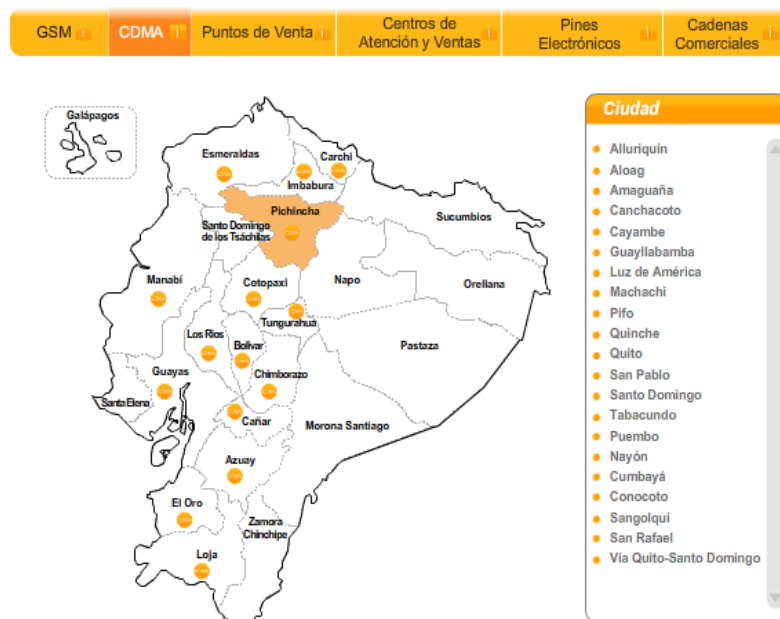 GSM
CDMA
Puntos de Venta
Centros de
Atención y Ventas
Pines
Electrónicos
Cadenas
Comerciales
Galápagos
Esmeraldas
Carchi
Imbabura
Pichincha
Sucumbios
Santo Domingo
de los Tsáchilas
Manabí
Cotopaxi
Napo
Orellana
Tungurahua
Los Rios
Bolivar
Pastaza
Guayas
Chimborazo
Santa Elena
Cañar
Morona Santiago
Azuay
El Oro
Zamora
Chinchipe
Loja
Ciudad
Alluriquín
Aloag
Amaguaña
Canchacoto
Cayambe
Guayllabamba
Luz de América
Machachi
Pifo
Quinche
Quito
San Pablo
Santo Domingo
Tabacundo
Puembo
Nayón
Cumbayá
Conocoto
Sangolquí
San Rafael
Vía Quito-Santo Domingo